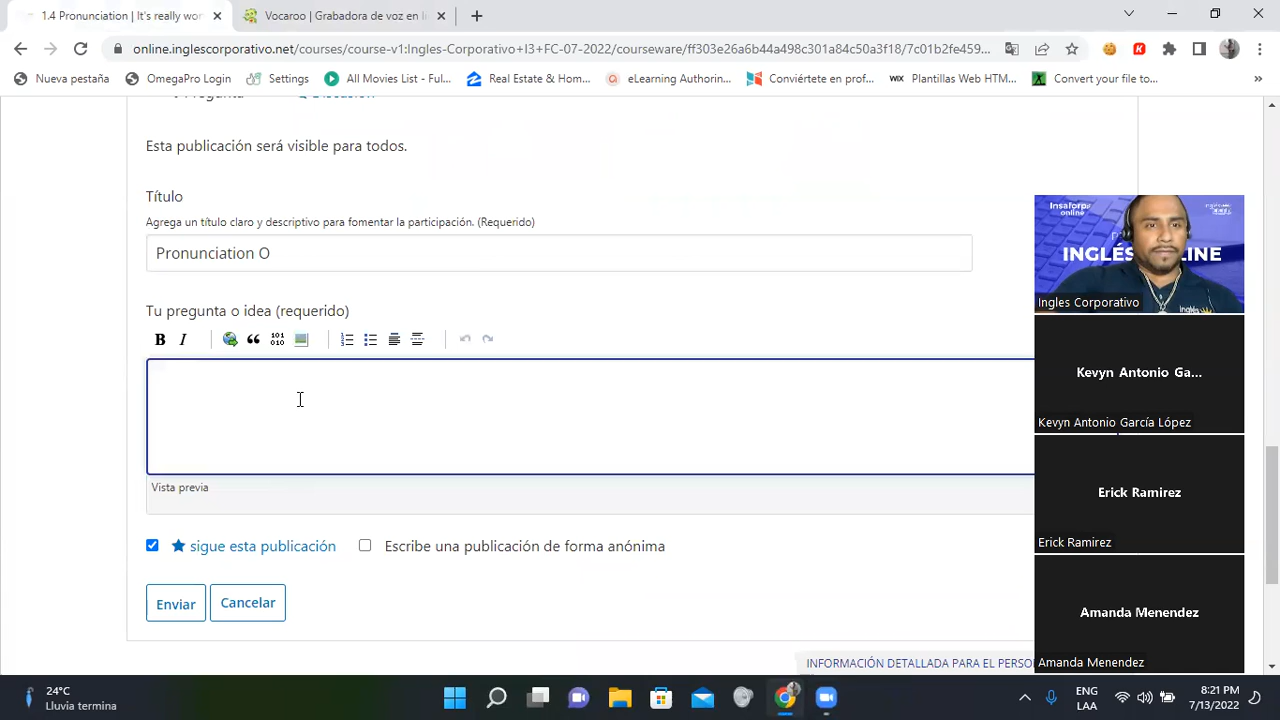 1.4 Pronunciation | It's really wor
Vocaroo | Grabadora de voz en lí
online.inglescorporativo.net/courses/course-v1:Ingles-Corporativo+I3+FC-07-2022/courseware/ff303e26a6b44a498c301a84c50a3f18/7c01b2fe459...
Nueva pestaña
OmegaPro Login
Settings
All Movies List - Ful...
Real Estate & Hom...
eLearning Authorin...
Conviértete en prof...
WIX Plantillas Web HTM...
Convert your file to...
»
Esta publicación será visible para todos.
Título
Agrega un título claro y descriptivo para fomentar la participación. (Requerido)
Pronunciation O
Tu pregunta o idea (requerido)
B I
Vista previa
sigue esta publicación
Escribe una publicación de forma anónima
Enviar
Cancelar
INFORMACIÓN DETALLADA PARA EL PERSO
Insaforp
online
INGLÉS ONLINE
Ingles Corporativo
Kevyn Antonio Ga...
Kevyn Antonio García López
Erick Ramirez
Erick Ramirez
Amanda Menendez
Amanda Menendez
24°C
Lluvia termina
ENG
LAA
8:21 PM
7/13/2022